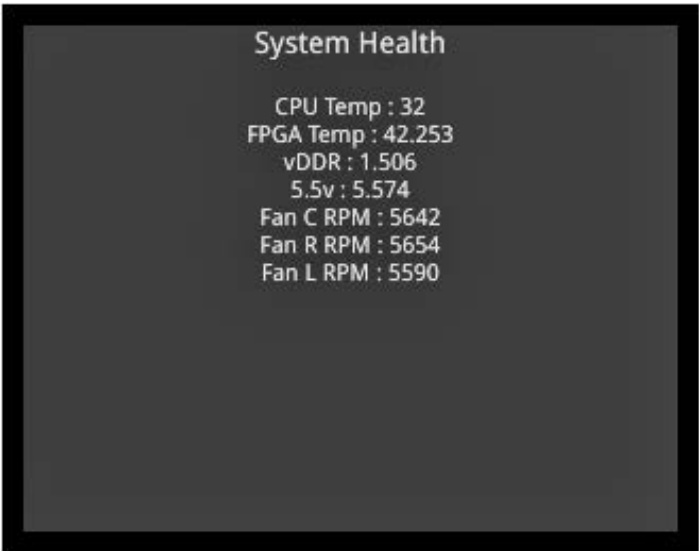 System Health
CPU Temp : 32
FPGA Temp : 42.253
vDDR : 1.506
5.5v : 5.574
Fan C RPM : 5642
Fan R RPM : 5654
Fan L RPM : 5590